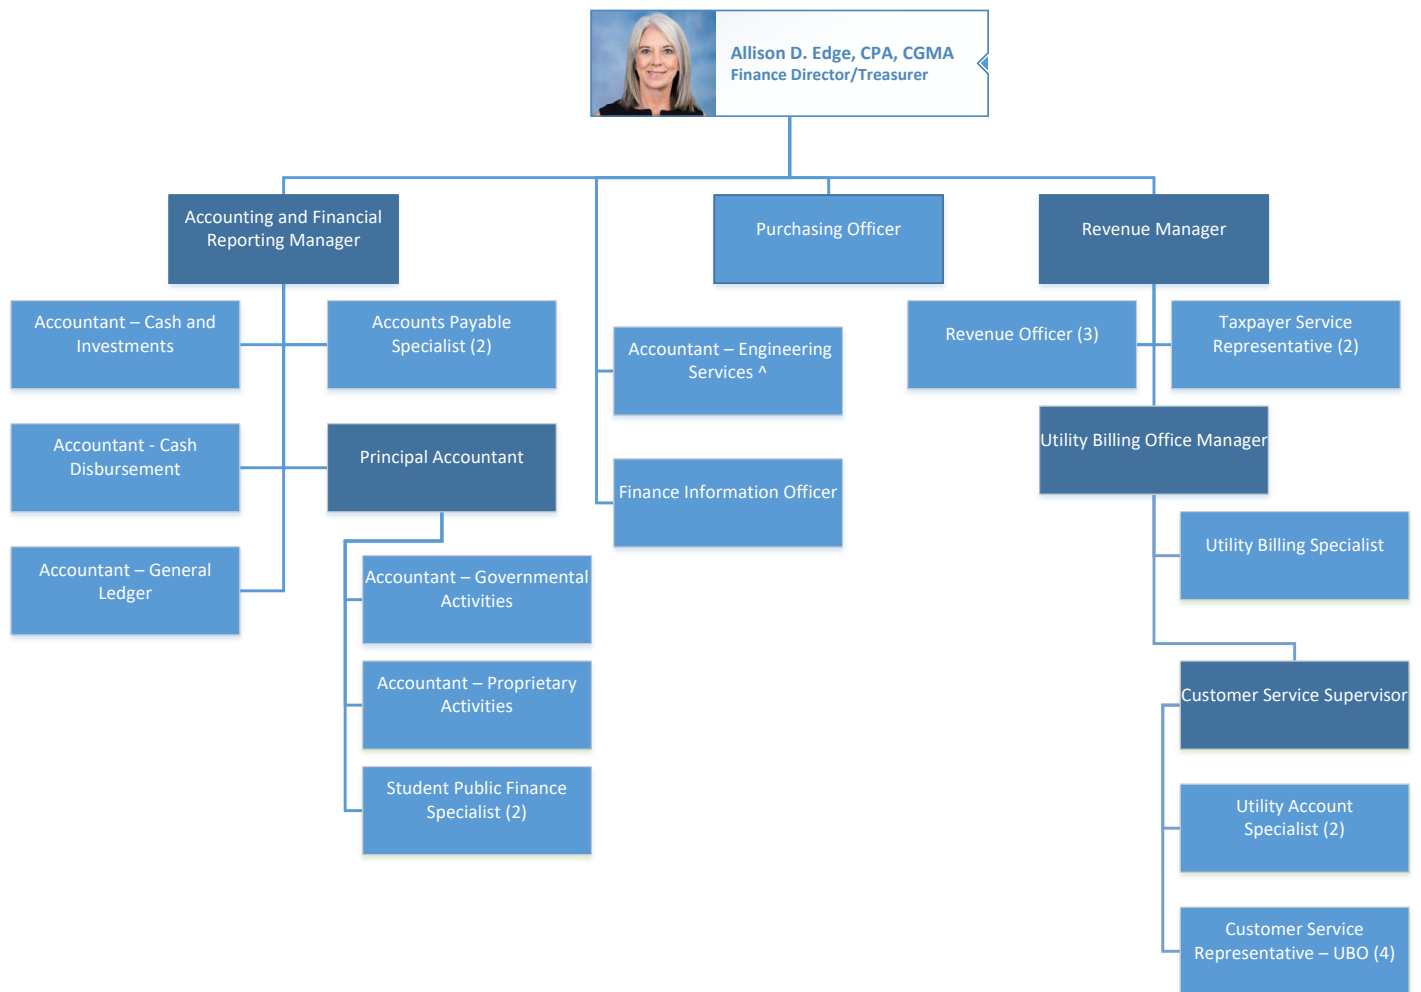 Allison D. Edge, CPA, CGMA
Finance Director/Treasurer
Accounting and Financial
Reporting Manager
Purchasing Officer
Revenue Manager
Accountant – Cash and
Investments
Accounts Payable
Specialist (2)
Accountant – Engineering
Services ^
Revenue Officer (3)
Taxpayer Service
Representative (2)
Accountant - Cash
Disbursement
Principal Accountant
Finance Information Officer
Utility Billing Office Manager
Accountant – General
Ledger
Accountant – Governmental
Activities
Utility Billing Specialist
Accountant – Proprietary
Activities
Customer Service Supervisor
Student Public Finance
Specialist (2)
Utility Account
Specialist (2)
Customer Service
Representative – UBO (4)